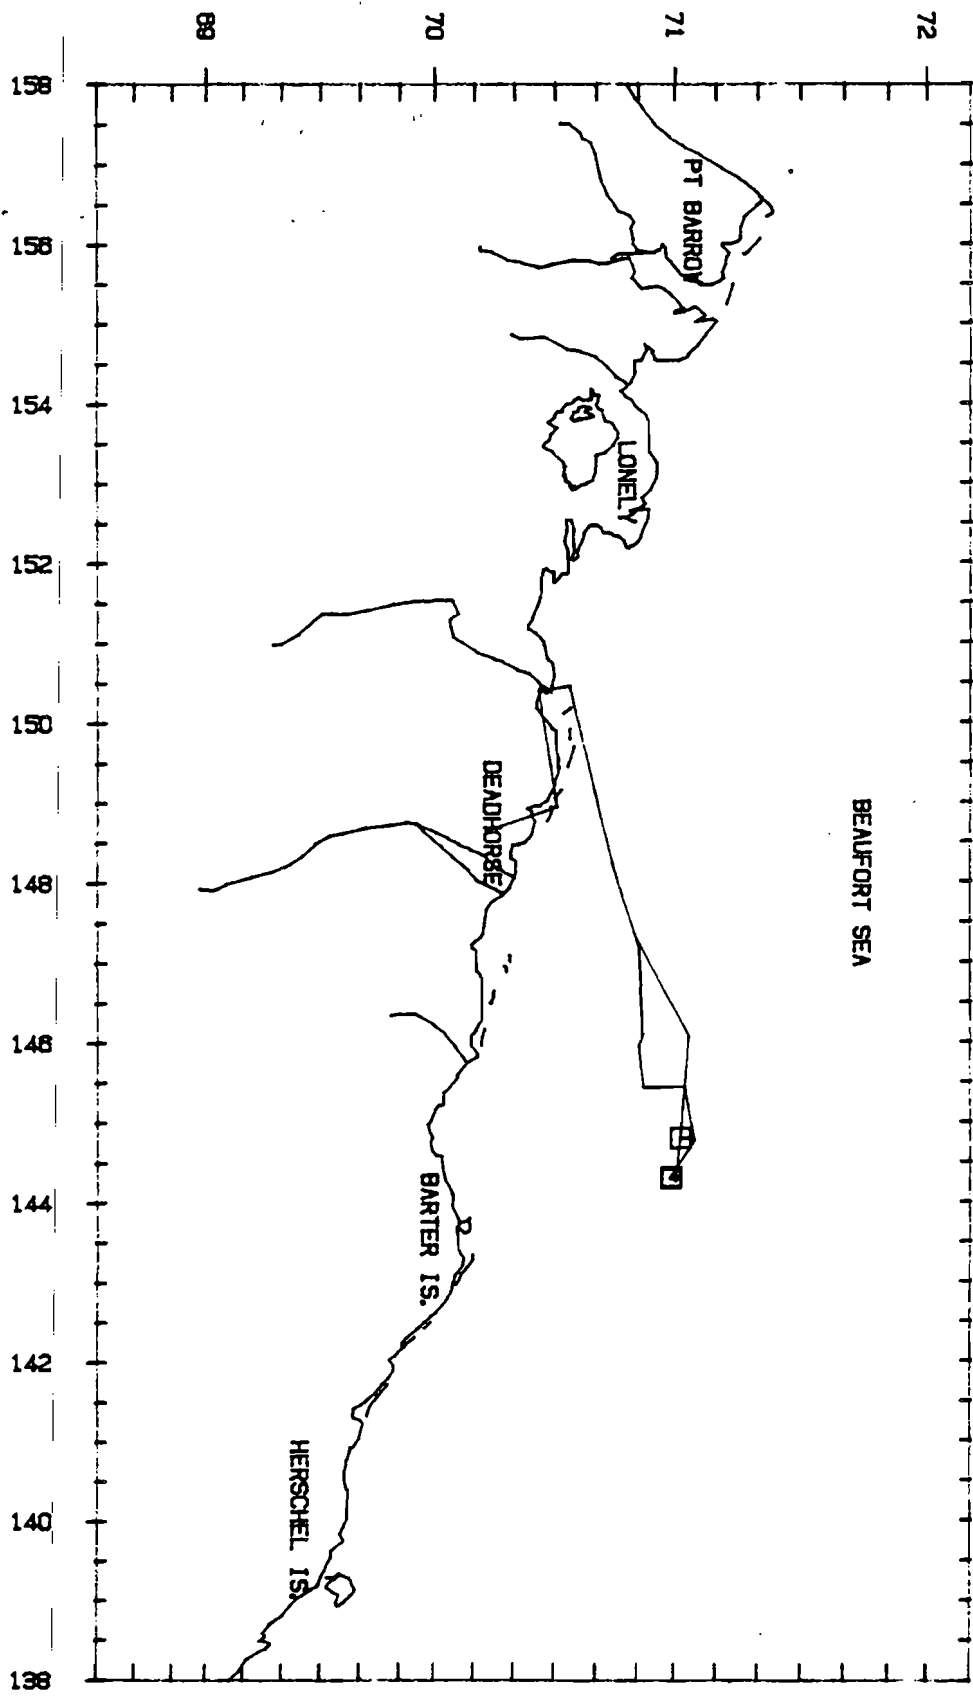 69
70
71
72
158
156
154
152
150
148
146
144
142
140
138
PT BARROW
LONELY
DEADHORSE
BEAUFORT SEA
BARTER IS.
HERSCHEL IS.